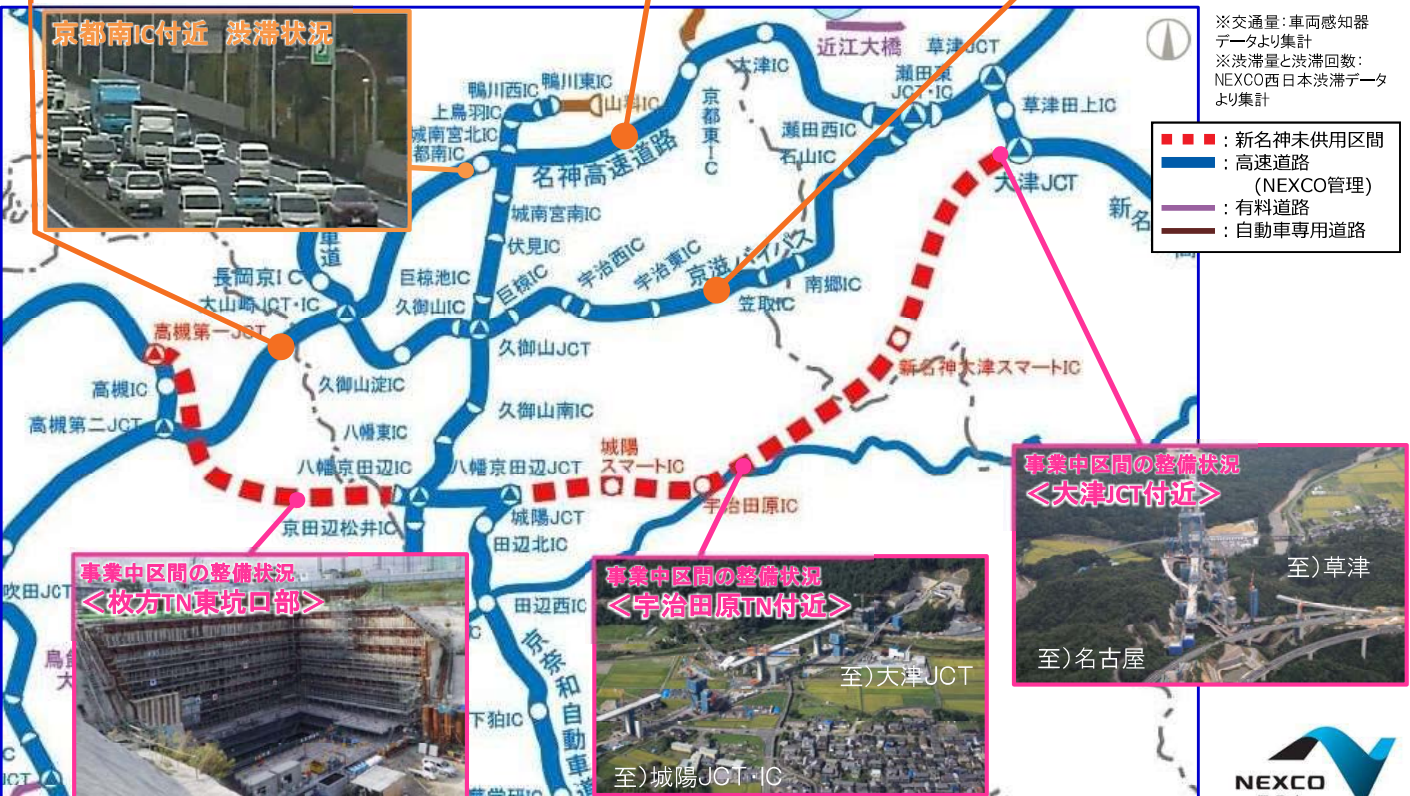 京都南IC付近 渋滞状況
※交通量：車両感知器
データより集計
※渋滞量と渋滞回数：
NEXCO西日本渋滞データ
より集計
：新名神未供用区間
：高速道路
(NEXCO管理)
：有料道路
：自動車専用道路
近江大橋
草津JCT
大津IC
瀬田東
JCT・IC
草津田上IC
鴨川東IC
鴨川西IC
山科IC
上鳥羽IC
城南宮北IC
都南IC
京都東IC
瀬田西IC
石山IC
名神高速道路
大津JCT
新名
城南宮南IC
伏見IC
車道
長岡京IC
大山崎JCT・IC
巨椋池IC
久御山IC
巨椋IC
宇治西IC
宇治東IC
京滋バイパス
笠取IC
南郷IC
高槻第一JCT
久御山JCT
新名神大津スマートIC
高槻IC
久御山淀IC
久御山南IC
高槻第二JCT
八幡東IC
八幡京田辺IC
八幡京田辺JCT
城陽
スマートIC
宇治田原IC
京田辺松井IC
城陽JCT
田辺北IC
吹田JCT
田辺西IC
京奈和自動車道
下狛IC
事業中区間の整備状況
＜大津JCT付近＞
至）草津
至）名古屋
事業中区間の整備状況
＜枚方TN東坑口部＞
事業中区間の整備状況
＜宇治田原TN付近＞
至）大津JCT
至）城陽JCT・IC
NEXCO